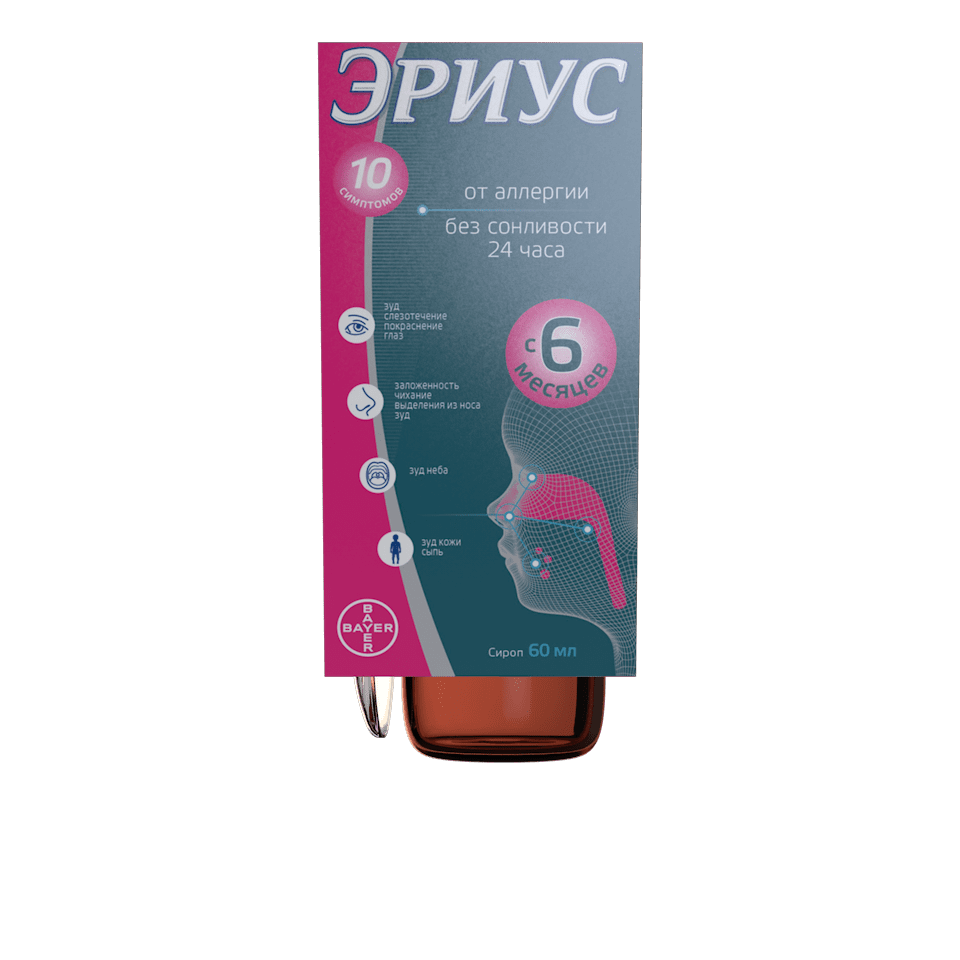 ЭРИУС
10
СИМПТОМОВ
от аллергии
без сонливости
24 часа
зуд
слезотечение
покраснение
глаз
с 6
месяцев
заложенность
чихание
выделения из носа
зуд
зуд неба
зуд кожи
сыпь
BAYER
BAYER
Сироп 60 мл